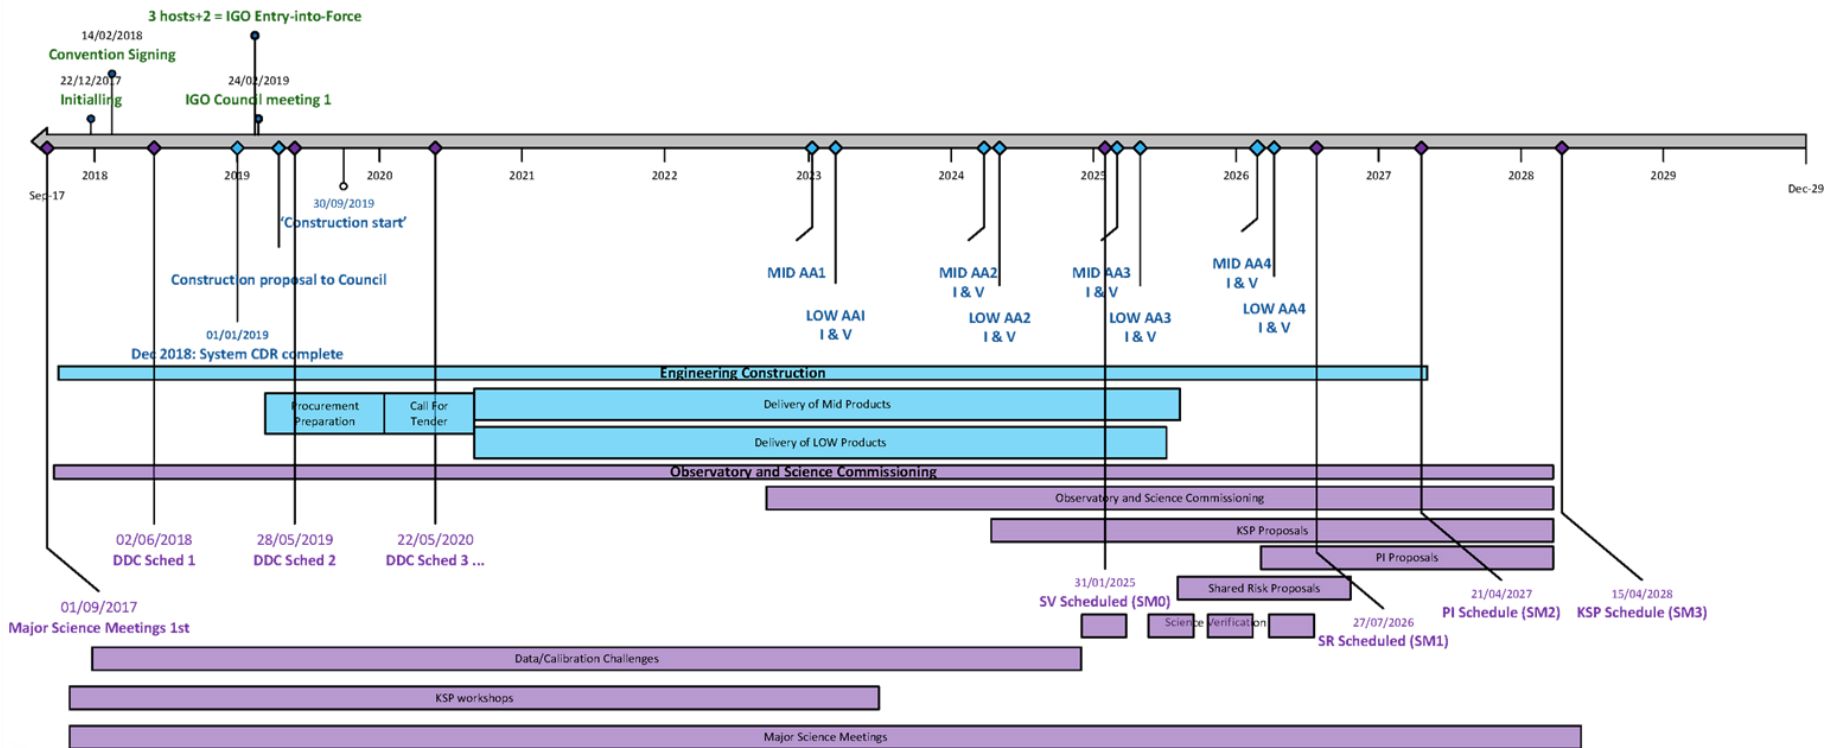 3 hosts+2 = IGO Entry-into-Force
14/02/2018
Convention Signing
22/12/2017
24/02/2019
Initialling
IGO Council meeting 1
2018
2019
2020
2021
2022
2023
2024
2025
2026
2027
2028
2029
Sep-17
Dec-29
30/09/2019
'Construction start'
Construction proposal to Council
01/01/2019
Dec 2018: System CDR complete
MID AA1
LOW AAI
I & V
MID AA2
I & V
LOW AA2
I & V
MID AA3
I & V
LOW AA3
I & V
MID AA4
I & V
LOW AA4
I & V
Engineering Construction
Procurement
Preparation
Call For
Tender
Delivery of Mid Products
Delivery of LOW Products
Observatory and Science Commissioning
Observatory and Science Commissioning
KSP Proposals
PI Proposals
Shared Risk Proposals
Science Verification
02/06/2018
DDC Sched 1
28/05/2019
DDC Sched 2
22/05/2020
DDC Sched 3 ...
01/09/2017
Major Science Meetings 1st
31/01/2025
SV Scheduled (SM0)
27/07/2026
SR Scheduled (SM1)
21/04/2027
PI Schedule (SM2)
15/04/2028
KSP Schedule (SM3)
Data/Calibration Challenges
KSP workshops
Major Science Meetings